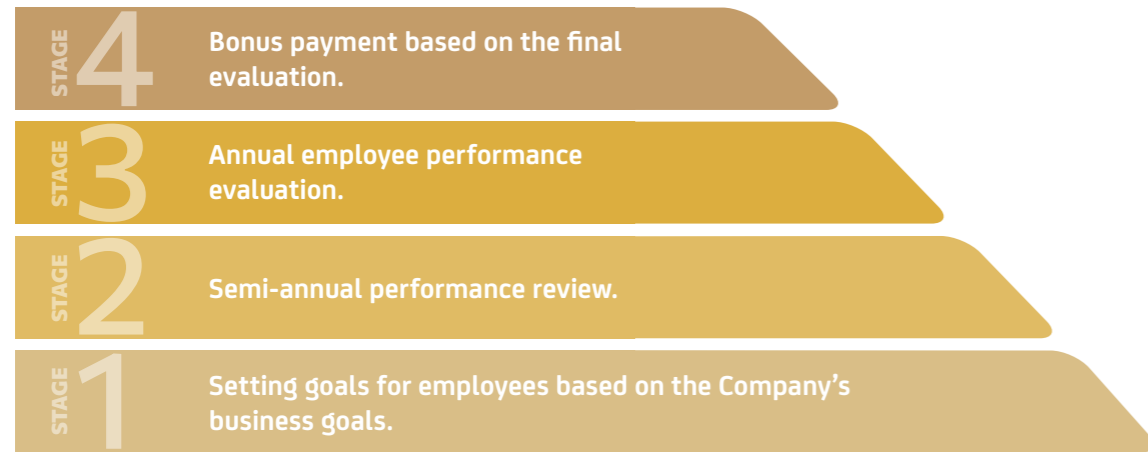 STAGE 4
Bonus payment based on the final
evaluation.
STAGE 3
Annual employee performance
evaluation.
STAGE 2
Semi-annual performance review.
STAGE 1
Setting goals for employees based on the Company’s
business goals.